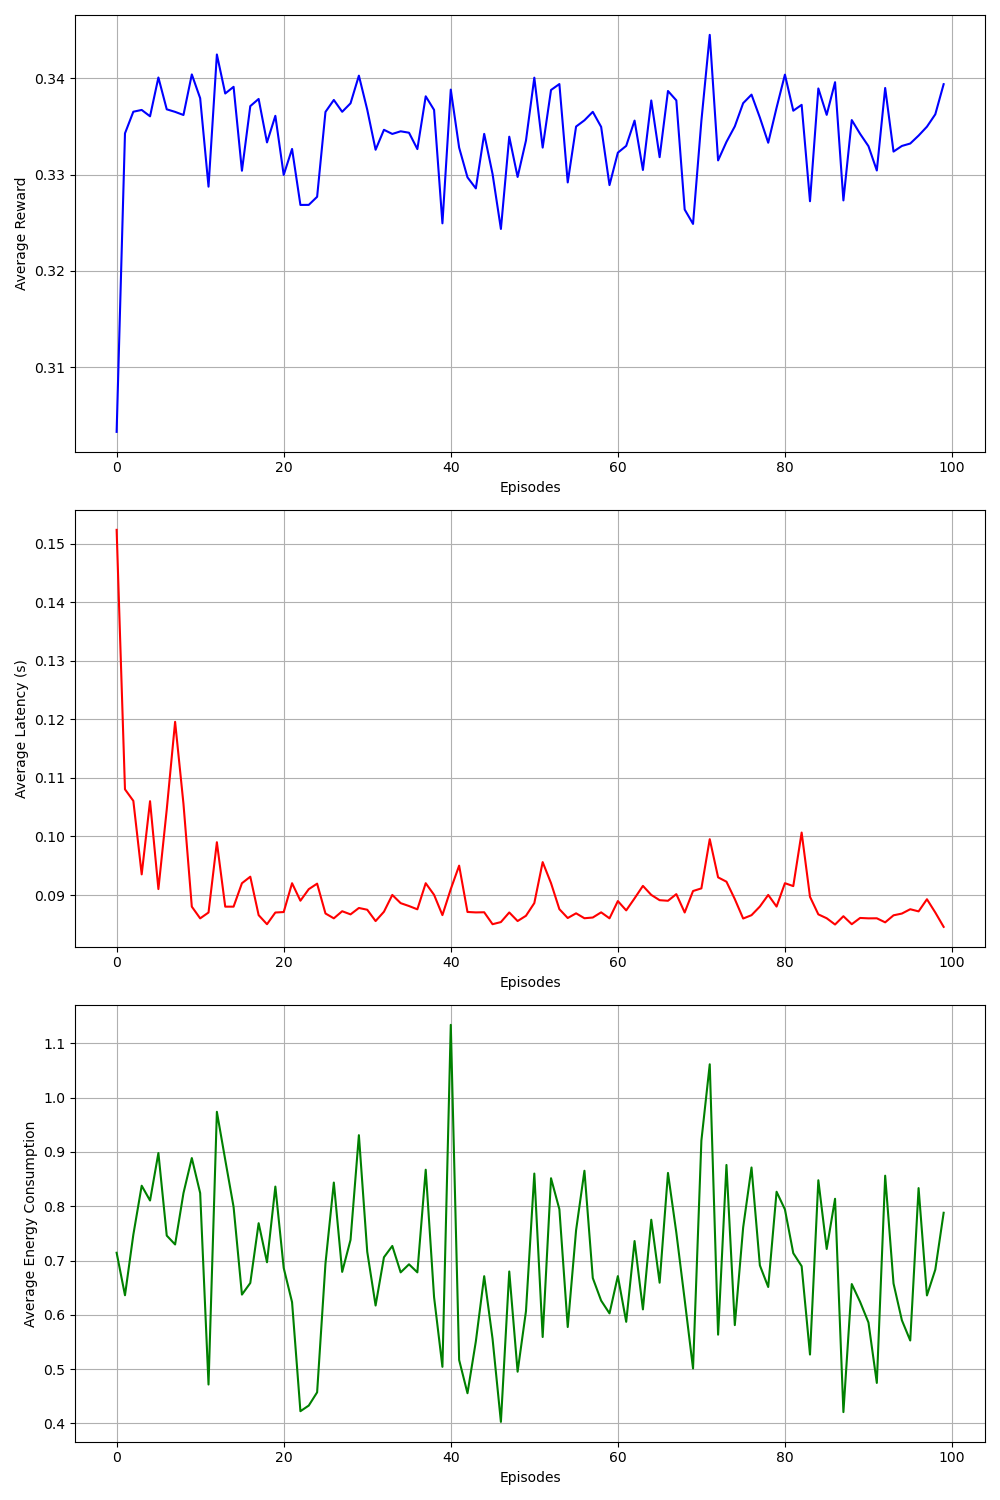 0.34
0.33
0.32
0.31
Average Reward
0 20 40 60 80 100
Episodes
0.15
0.14
0.13
0.12
0.11
0.10
0.09
Average Latency (s)
0 20 40 60 80 100
Episodes
1.1
1.0
0.9
0.8
0.7
0.6
0.5
0.4
Average Energy Consumption
0 20 40 60 80 100
Episodes